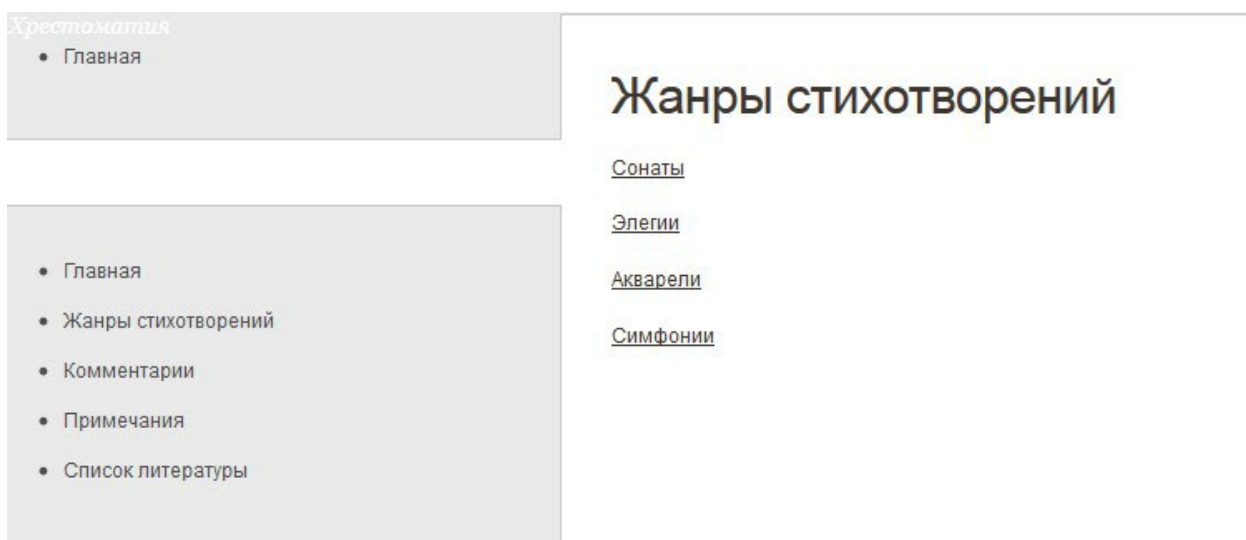 Хрестоматия
Главная
Главная
Жанры стихотворений
Комментарии
Примечания
Список литературы
Жанры стихотворений
Сонаты
Элегии
Акварели
Симфонии